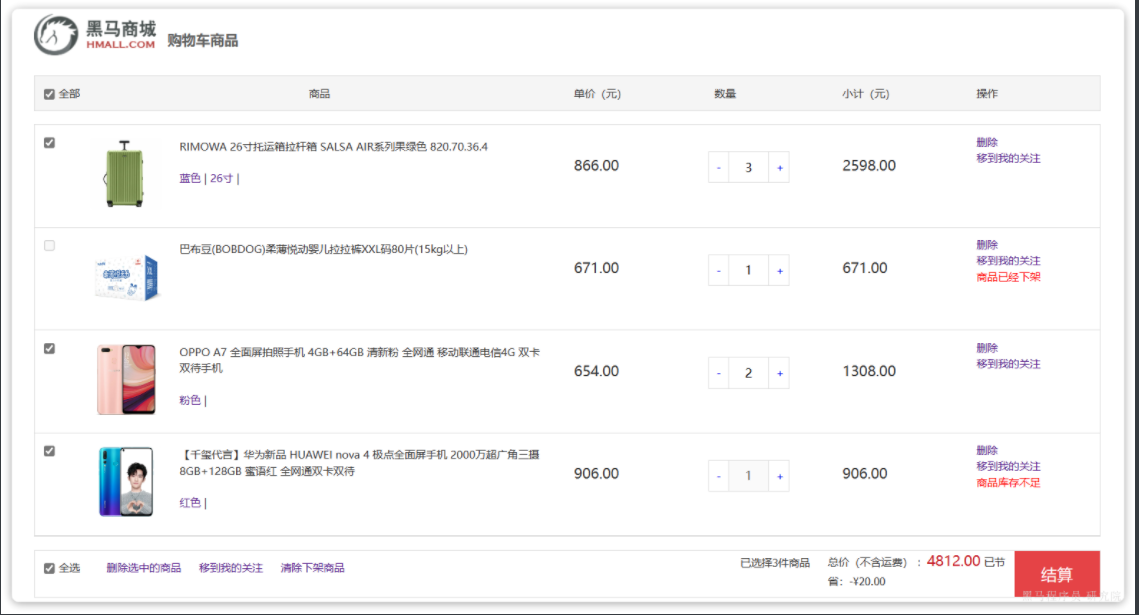 黑马商城
HMALL.COM
购物车商品
全部 商品 单价（元） 数量 小计（元） 操作
RIMOWA 26寸托运箱拉杆箱 SALSA AIR系列果绿色 820.70.36.4
蓝色 | 26寸 |
866.00 - 3 + 2598.00
删除
移到我的关注
巴布豆(BOBDOG)柔薄悦动婴儿拉拉裤XXL码80片(15kg以上)
671.00 - 1 + 671.00
删除
移到我的关注
商品已经下架
OPPO A7 全面屏拍照手机 4GB+64GB 清新粉 全网通 移动联通电信4G 双卡
双待手机
粉色 |
654.00 - 2 + 1308.00
删除
移到我的关注
【千玺代言】华为新品 HUAWEI nova 4 极点全面屏手机 2000万超广角三摄
8GB+128GB 蜜语红 全网通双卡双待
红色 |
906.00 - 1 + 906.00
删除
移到我的关注
商品库存不足
全选 删除选中的商品 移到我的关注 清除下架商品
已选择3件商品 总价（不含运费）：4812.00 已节
省：-¥20.00
结算